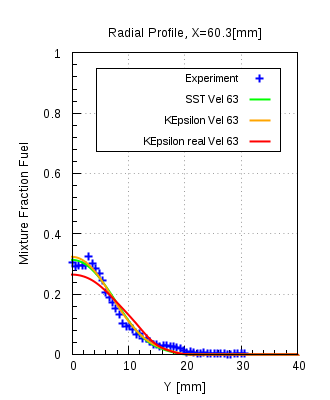 Radial Profile, X=60.3[mm]
Experiment
SST Vel 63
KEpsilon Vel 63
KEpsilon real Vel 63
Mixture Fraction Fuel
1
0.8
0.6
0.4
0.2
0
0 10 20 30 40
Y [mm]